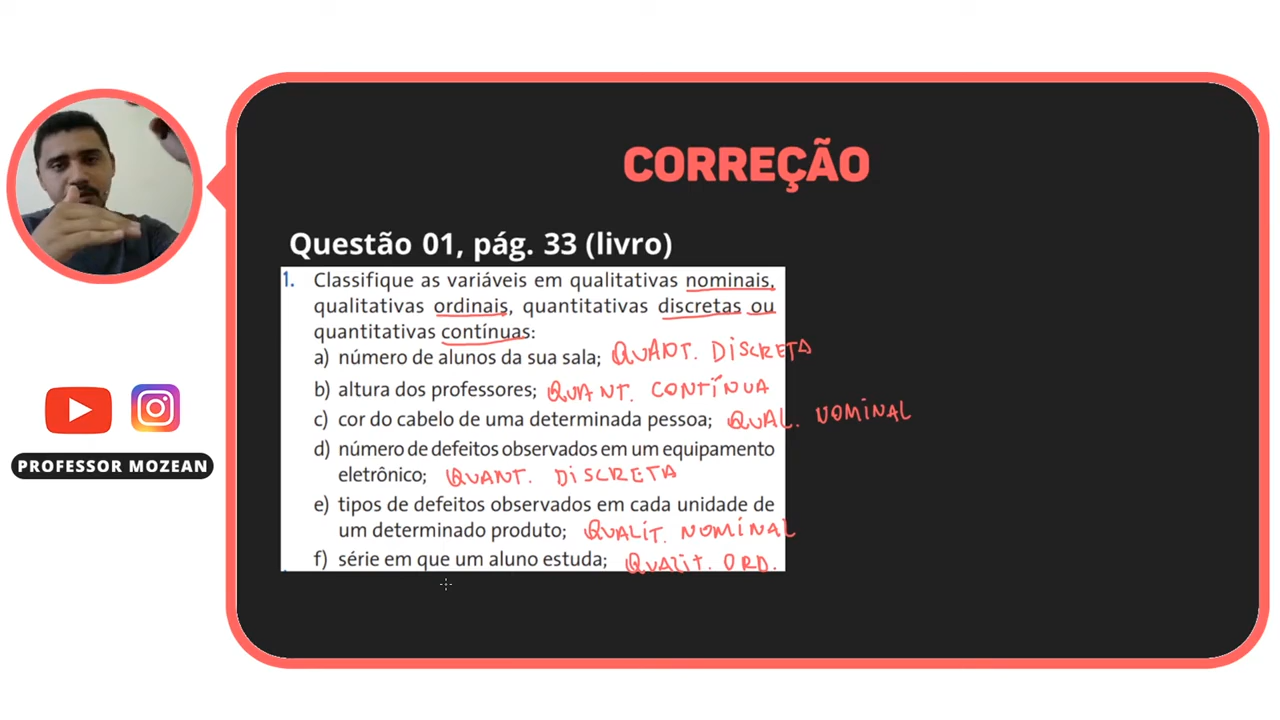 CORREÇÃO
Questão 01, pág. 33 (livro)
1. Classifique as variáveis em qualitativas nominais,
qualitativas ordinais, quantitativas discretas ou
quantitativas contínuas:
a) número de alunos da sua sala; QUANT. DISCRETA
b) altura dos professores; QUANT. CONTÍNUA
c) cor do cabelo de uma determinada pessoa; QUAL. NOMINAL
d) número de defeitos observados em um equipamento
eletrônico; QUANT. DISCRETA
e) tipos de defeitos observados em cada unidade de
um determinado produto; QUALIT. NOMINAL
f) série em que um aluno estuda; QUALIT. ORD.
PROFESSOR MOZEAN